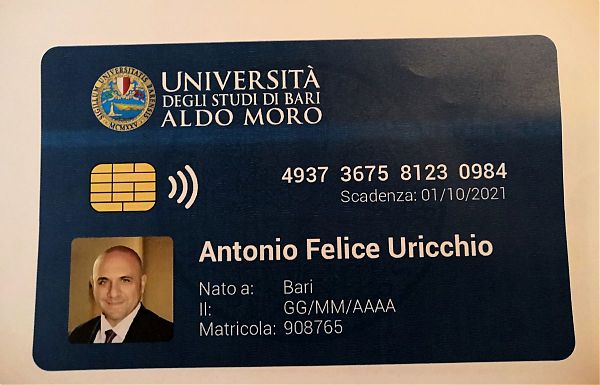 UNIVERSITÀ
DEGLI STUDI DI BARI
ALDO MORO
4937 3675 8123 0984
Scadenza: 01/10/2021
Antonio Felice Uricchio
Nato a: Bari
Il: GG/MM/AAAA
Matricola: 908765